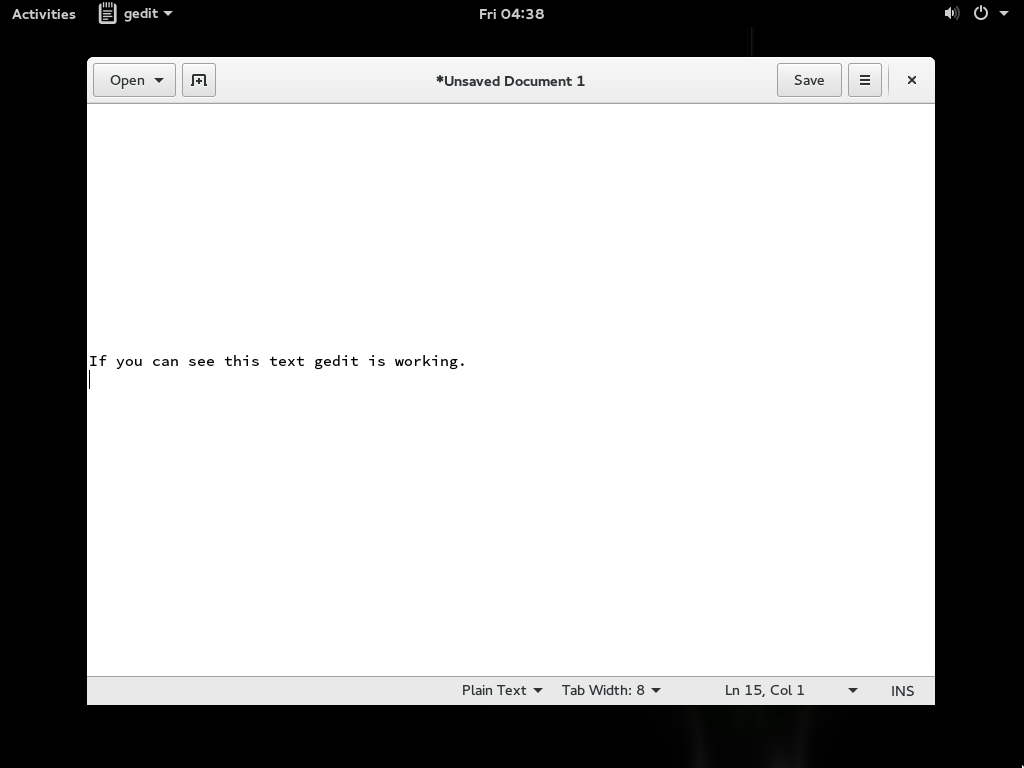 Activities gedit Fri 04:38
Open *Unsaved Document 1 Save
If you can see this text gedit is working.
Plain Text Tab Width: 8 Ln 15, Col 1 INS